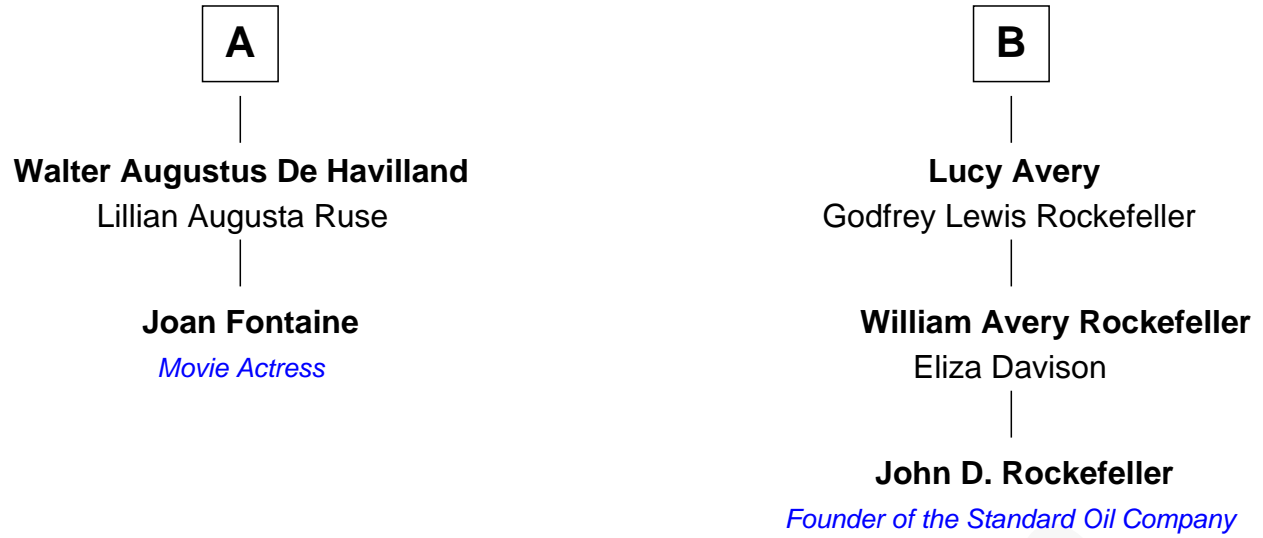 A
B
Walter Augustus De Havilland
Lillian Augusta Ruse
Lucy Avery
Godfrey Lewis Rockefeller
Joan Fontaine
Movie Actress
William Avery Rockefeller
Eliza Davison
John D. Rockefeller
Founder of the Standard Oil Company